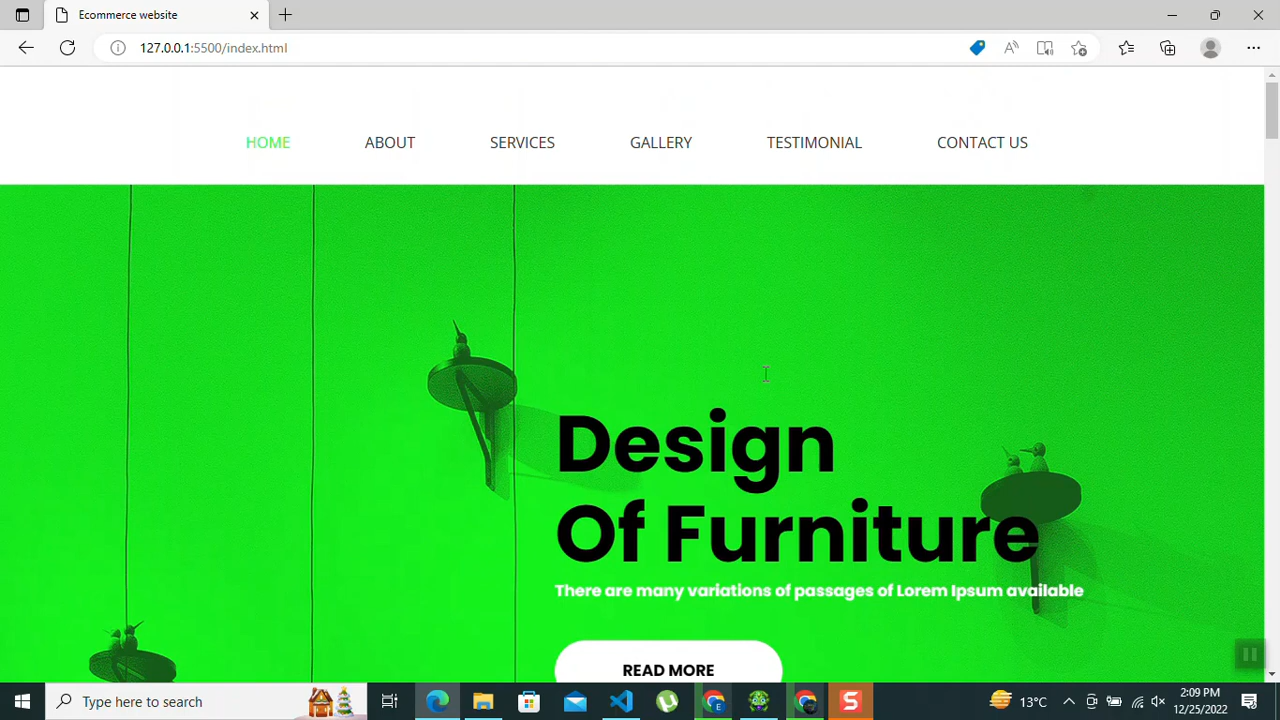 Ecommerce website
127.0.0.1:5500/index.html
HOME
ABOUT
SERVICES
GALLERY
TESTIMONIAL
CONTACT US
Design
Of Furniture
There are many variations of passages of Lorem Ipsum available
READ MORE
Type here to search
13°C
2:09 PM
12/25/2022